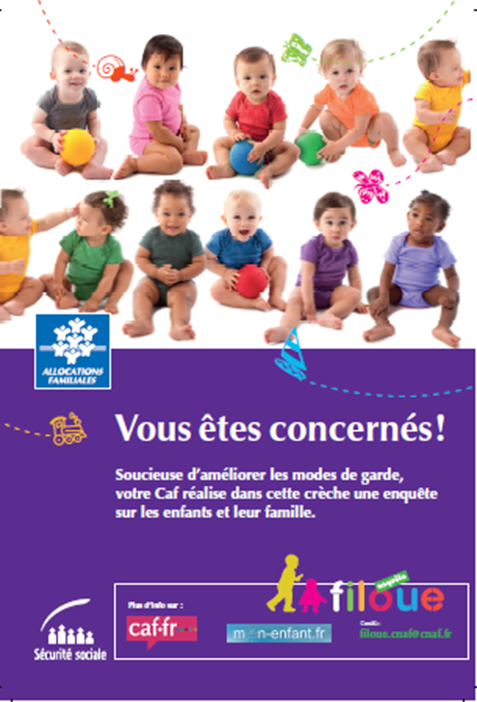 ALLOCATIONS
FAMILIALES
Vous êtes concernés!
Soucieuse d'améliorer les modes de garde,
votre Caf réalise dans cette crèche une enquête
sur les enfants et leur famille.
enquête
filoue
Plus d'info sur :
caf.fr
mon-enfant.fr
filoue.cnaf@cnaf.fr
Sécurité sociale